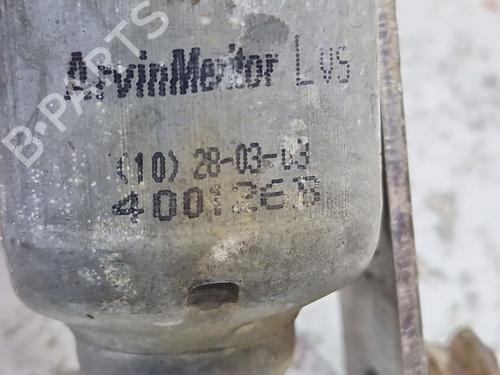 B-PARTS
ArvinMeritor LVS
(10) 28-03-03
400126B